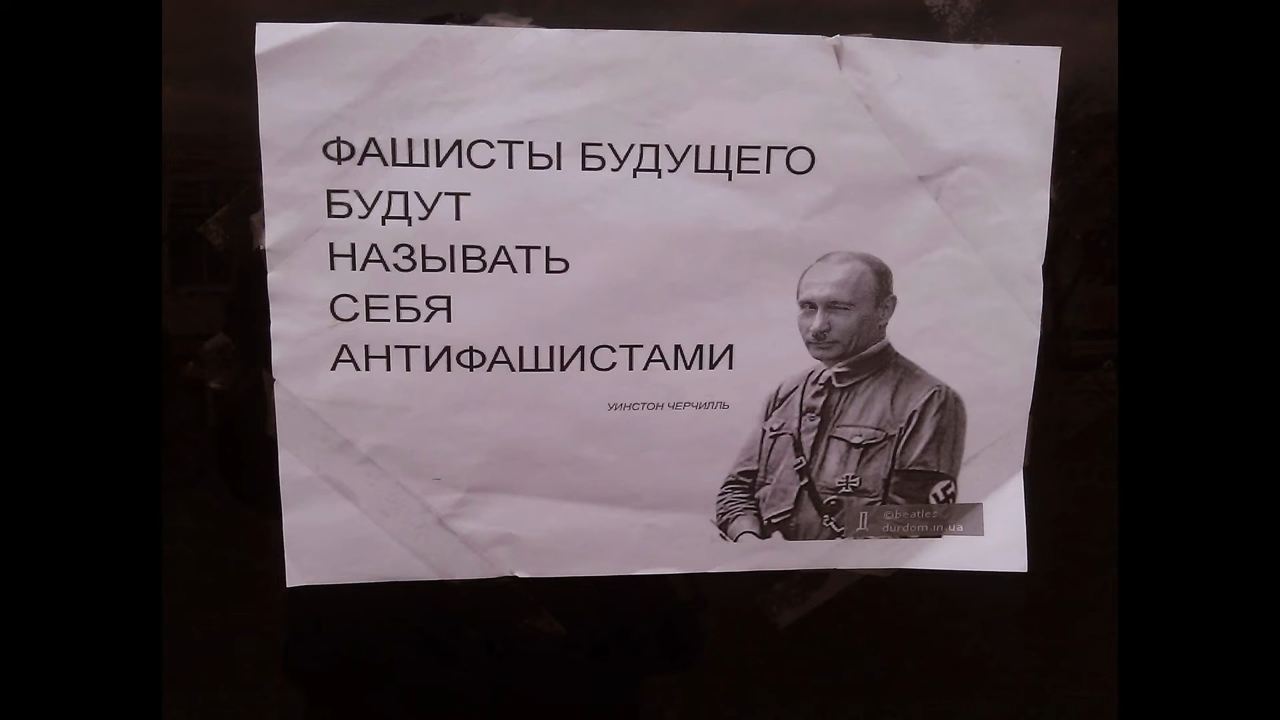 ФАШИСТЫ БУДУЩЕГО
БУДУТ
НАЗЫВАТЬ
СЕБЯ
АНТИФАШИСТАМИ
УИНСТОН ЧЕРЧИЛЛЬ
©beatles
durdom.in.ua